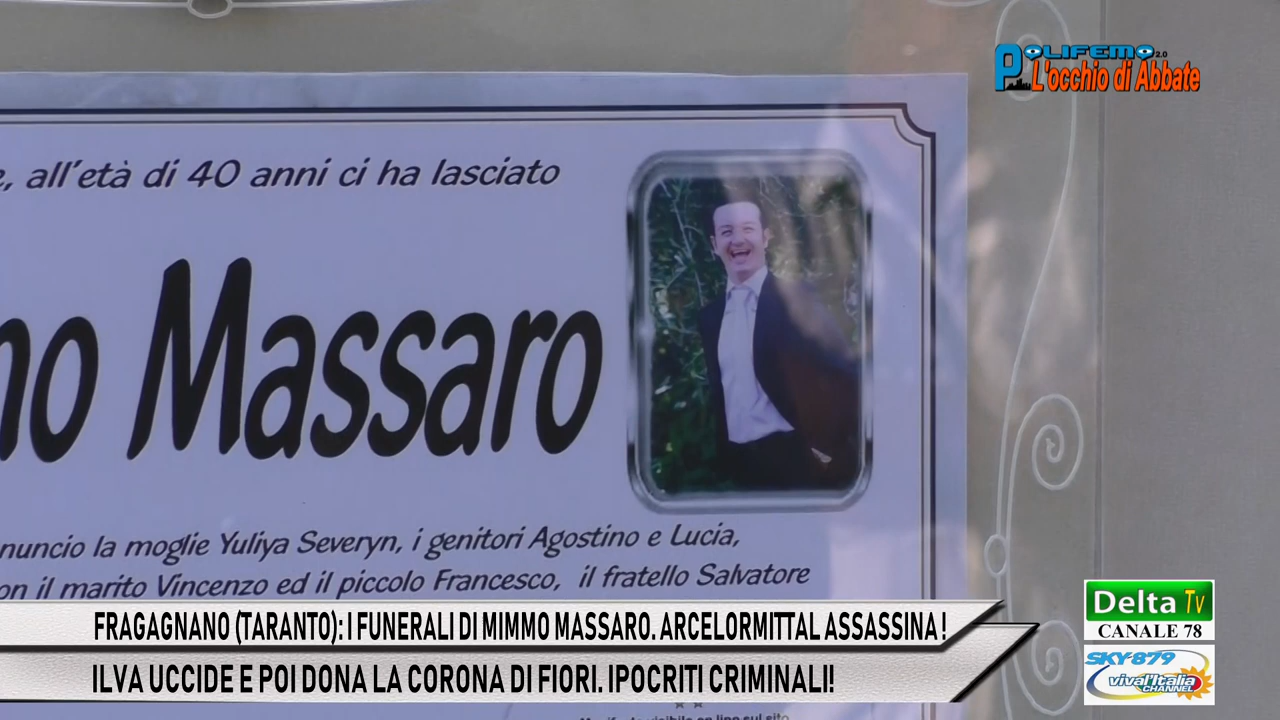 POLIFEMO 2.0
L'occhio di Abbate
, all'età di 40 anni ci ha lasciato
no Massaro
nuncio la moglie Yuliya Severyn, i genitori Agostino e Lucia,
on il marito Vincenzo ed il piccolo Francesco, il fratello Salvatore
FRAGAGNANO (TARANTO): I FUNERALI DI MIMMO MASSARO. ARCELORMITTAL ASSASSINA!
ILVA UCCIDE E POI DONA LA CORONA DI FIORI. IPOCRITI CRIMINALI!
Delta Tv
CANALE 78
SKY-879
viva l'Italia
CHANNEL